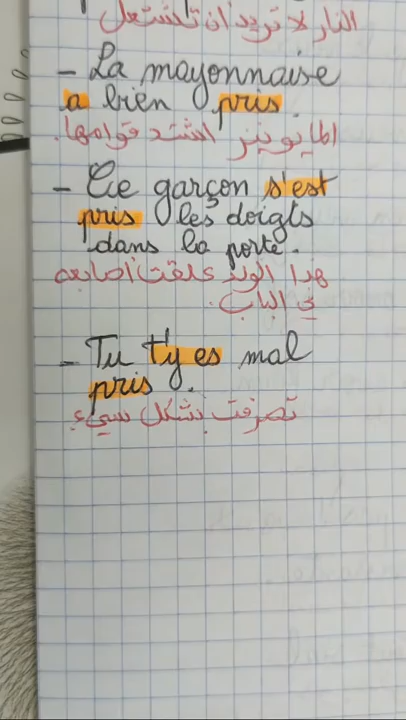 النار لا تريد ان تشتعل
- La mayonnaise
a bien pris.
المايونيز اشتد قوامها.
- Ce garçon s'est
pris les doigts
dans la porte.
هذا الولد علقت أصابعه
في الباب.
- Tu t'y es mal
pris.
تصرفت بشكل سيء